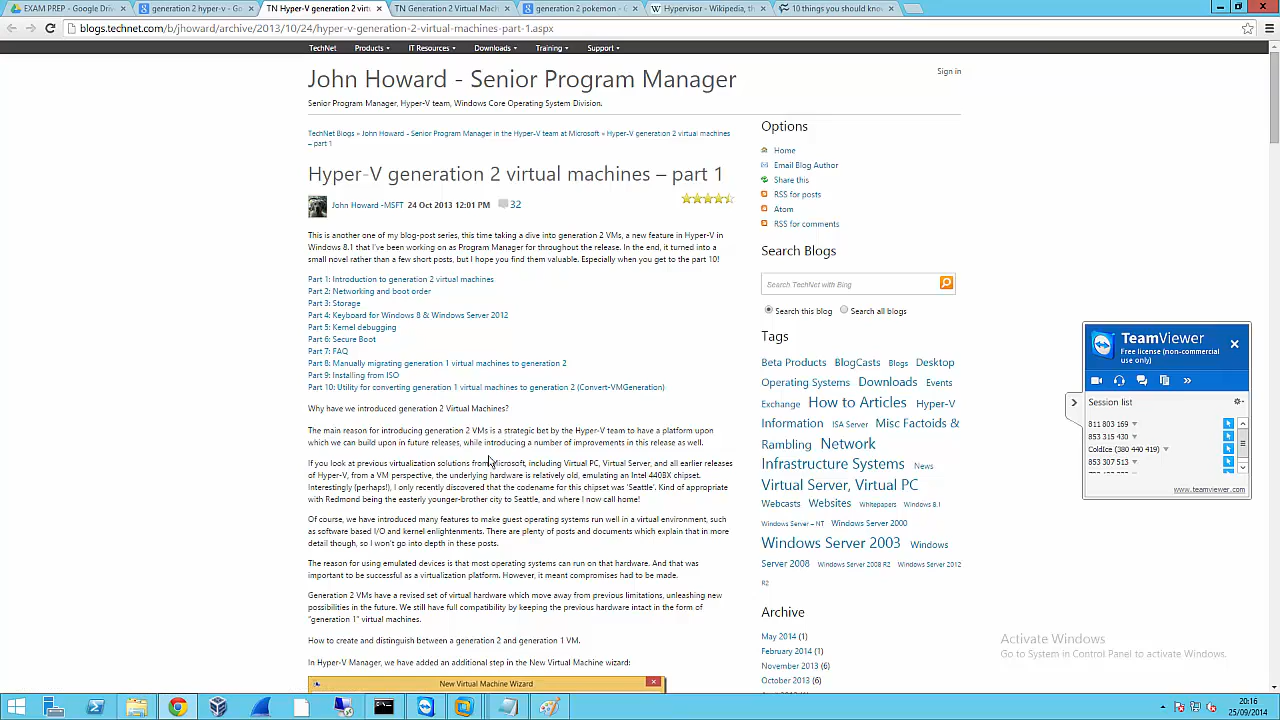 EXAM PREP - Google Drive
generation 2 hyper-v - Go
TN Hyper-V generation 2 virt
TN Generation 2 Virtual Mach
generation 2 pokemon - G
Hypervisor - Wikipedia, th
10 things you should kno
blogs.technet.com/b/jhoward/archive/2013/10/24/hyper-v-generation-2-virtual-machines-part-1.aspx
TechNet Products IT Resources Downloads Training Support
Sign in
John Howard - Senior Program Manager
Senior Program Manager, Hyper-V team, Windows Core Operating System Division.
TechNet Blogs » John Howard - Senior Program Manager in the Hyper-V team at Microsoft » Hyper-V generation 2 virtual machines
– part 1
Hyper-V generation 2 virtual machines – part 1
John Howard -MSFT 24 Oct 2013 12:01 PM 32
This is another one of my blog-post series, this time taking a dive into generation 2 VMs, a new feature in Hyper-V in
Windows 8.1 that I've been working on as Program Manager for throughout the release. In the end, it turned into a
small novel rather than a few short posts, but I hope you find them valuable. Especially when you get to the part 10!
Part 1: Introduction to generation 2 virtual machines
Part 2: Networking and boot order
Part 3: Storage
Part 4: Keyboard for Windows 8 & Windows Server 2012
Part 5: Kernel debugging
Part 6: Secure Boot
Part 7: FAQ
Part 8: Manually migrating generation 1 virtual machines to generation 2
Part 9: Installing from ISO
Part 10: Utility for converting generation 1 virtual machines to generation 2 (Convert-VMGeneration)
Why have we introduced generation 2 Virtual Machines?
The main reason for introducing generation 2 VMs is a strategic bet by the Hyper-V team to have a platform upon
which we can build upon in future releases, while introducing a number of improvements in this release as well.
If you look at previous virtualization solutions from Microsoft, including Virtual PC, Virtual Server, and all earlier releases
of Hyper-V, from a VM perspective, the underlying hardware is relatively old, emulating an Intel 440BX chipset.
Interestingly (perhaps!), I only recently discovered that the codename for this chipset was 'Seattle'. Kind of appropriate
with Redmond being the easterly younger-brother city to Seattle, and where I now call home!
Of course, we have introduced many features to make guest operating systems run well in a virtual environment, such
as software based I/O and kernel enlightenments. There are plenty of posts and documents which explain that in more
detail though, so I won't go into depth in these posts.
The reason for using emulated devices is that most operating systems can run on that hardware. And that was
important to be successful as a virtualization platform. However, it meant compromises had to be made.
Generation 2 VMs have a revised set of virtual hardware which move away from previous limitations, unleashing new
possibilities in the future. We still have full compatibility by keeping the previous hardware intact in the form of
"generation 1" virtual machines.
How to create and distinguish between a generation 2 and generation 1 VM.
In Hyper-V Manager, we have added an additional step in the New Virtual Machine wizard:
New Virtual Machine Wizard
Options
Home
Email Blog Author
Share this
RSS for posts
Atom
RSS for comments
Search Blogs
Search TechNet with Bing
Search this blog Search all blogs
Tags
Beta Products BlogCasts Blogs Desktop
Operating Systems Downloads Events
Exchange How to Articles Hyper-V
Information ISA Server Misc Factoids &
Rambling Network
Infrastructure Systems News
Virtual Server, Virtual PC
Webcasts Websites Whitepapers Windows 8.1
Windows Server – NT Windows Server 2000
Windows Server 2003 Windows
Server 2008 Windows Server 2008 R2 Windows Server 2012
R2
Archive
May 2014 (1)
February 2014 (1)
November 2013 (6)
October 2013 (6)
TeamViewer
Free license (non-commercial
use only)
Session list
811 803 169
853 315 430
ColdIce (380 440 419)
853 307 513
www.teamviewer.com
Activate Windows
Go to System in Control Panel to activate Windows.
20:16
25/09/2014